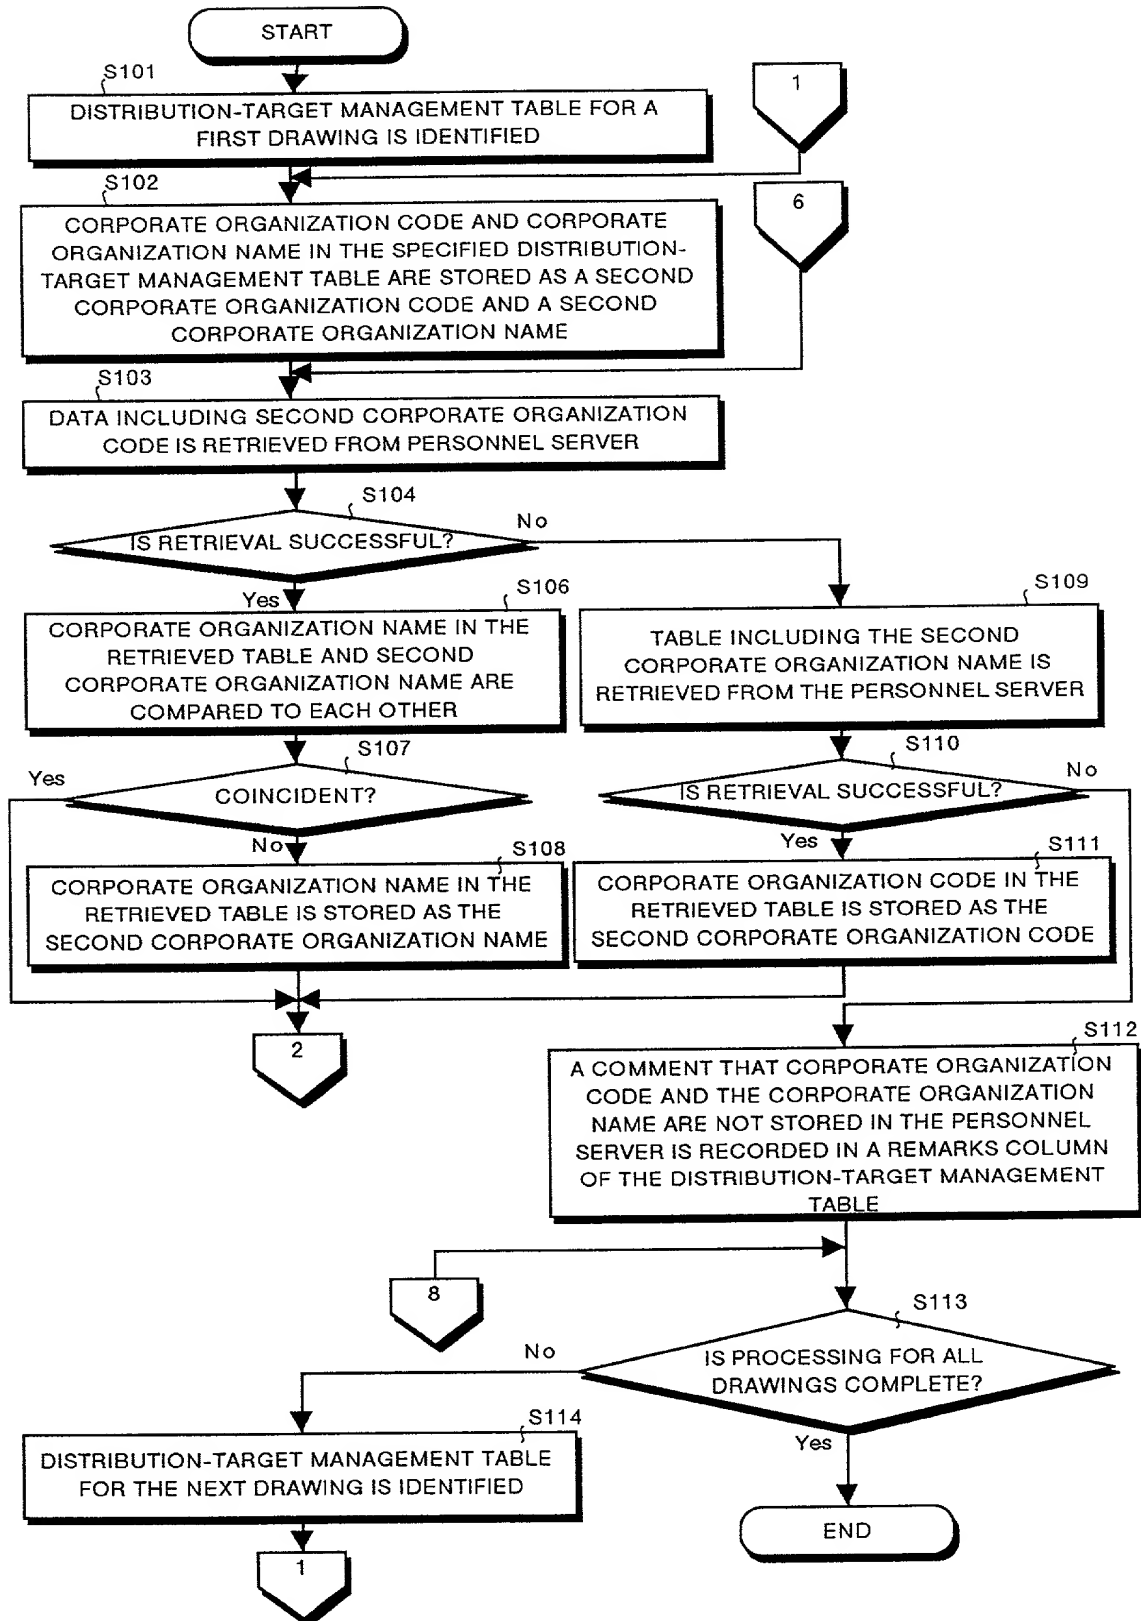 START
S101
DISTRIBUTION-TARGET MANAGEMENT TABLE FOR A
FIRST DRAWING IS IDENTIFIED
1
S102
CORPORATE ORGANIZATION CODE AND CORPORATE
ORGANIZATION NAME IN THE SPECIFIED DISTRIBUTION-
TARGET MANAGEMENT TABLE ARE STORED AS A SECOND
CORPORATE ORGANIZATION CODE AND A SECOND
CORPORATE ORGANIZATION NAME
6
S103
DATA INCLUDING SECOND CORPORATE ORGANIZATION
CODE IS RETRIEVED FROM PERSONNEL SERVER
S104
IS RETRIEVAL SUCCESSFUL?
No
Yes
S106
CORPORATE ORGANIZATION NAME IN THE
RETRIEVED TABLE AND SECOND
CORPORATE ORGANIZATION NAME ARE
COMPARED TO EACH OTHER
S109
TABLE INCLUDING THE SECOND
CORPORATE ORGANIZATION NAME IS
RETRIEVED FROM THE PERSONNEL SERVER
S107
Yes
COINCIDENT?
No
S110
IS RETRIEVAL SUCCESSFUL?
No
Yes
S108
CORPORATE ORGANIZATION NAME IN THE
RETRIEVED TABLE IS STORED AS THE
SECOND CORPORATE ORGANIZATION NAME
S111
CORPORATE ORGANIZATION CODE IN THE
RETRIEVED TABLE IS STORED AS THE
SECOND CORPORATE ORGANIZATION CODE
2
S112
A COMMENT THAT CORPORATE ORGANIZATION
CODE AND THE CORPORATE ORGANIZATION
NAME ARE NOT STORED IN THE PERSONNEL
SERVER IS RECORDED IN A REMARKS COLUMN
OF THE DISTRIBUTION-TARGET MANAGEMENT
TABLE
8
S113
IS PROCESSING FOR ALL
DRAWINGS COMPLETE?
No
Yes
S114
DISTRIBUTION-TARGET MANAGEMENT TABLE
FOR THE NEXT DRAWING IS IDENTIFIED
END
1